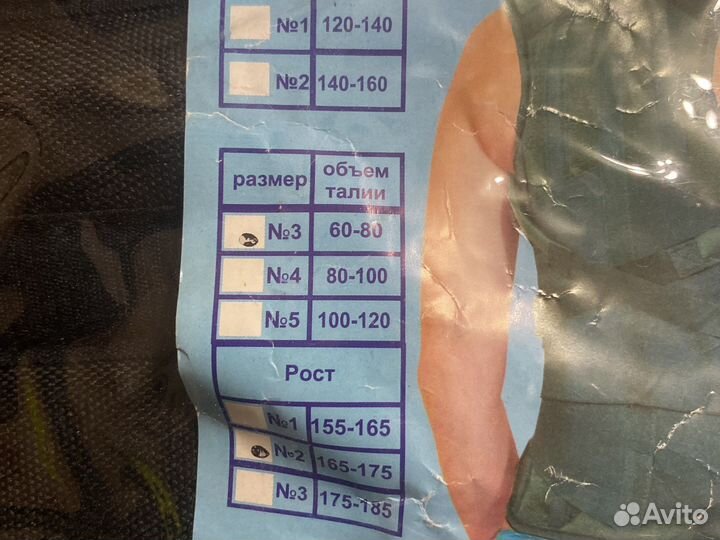 №1 120-140
№2 140-160
размер объем талии
№3 60-80
№4 80-100
№5 100-120
Рост
№1 155-165
№2 165-175
№3 175-185
Avito